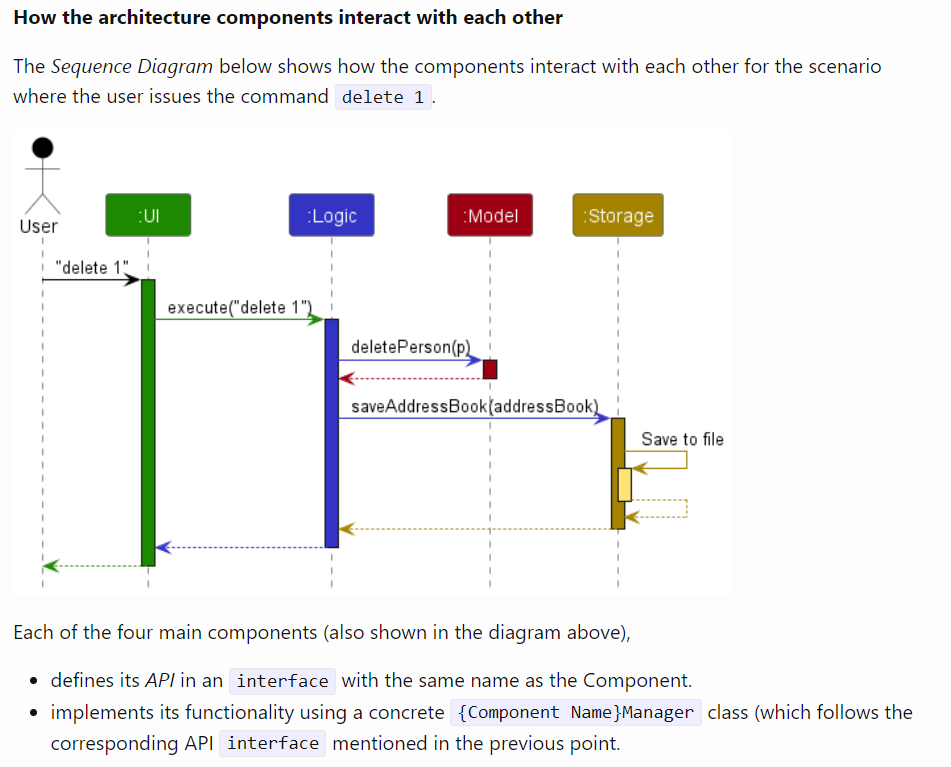 How the architecture components interact with each other
The Sequence Diagram below shows how the components interact with each other for the scenario
where the user issues the command delete 1 .
User
:UI
:Logic
:Model
:Storage
"delete 1"
execute("delete 1")
deletePerson(p)
saveAddressBook(addressBook)
Save to file
Each of the four main components (also shown in the diagram above),
• defines its API in an interface with the same name as the Component.
• implements its functionality using a concrete {Component Name}Manager class (which follows the
corresponding API interface mentioned in the previous point.